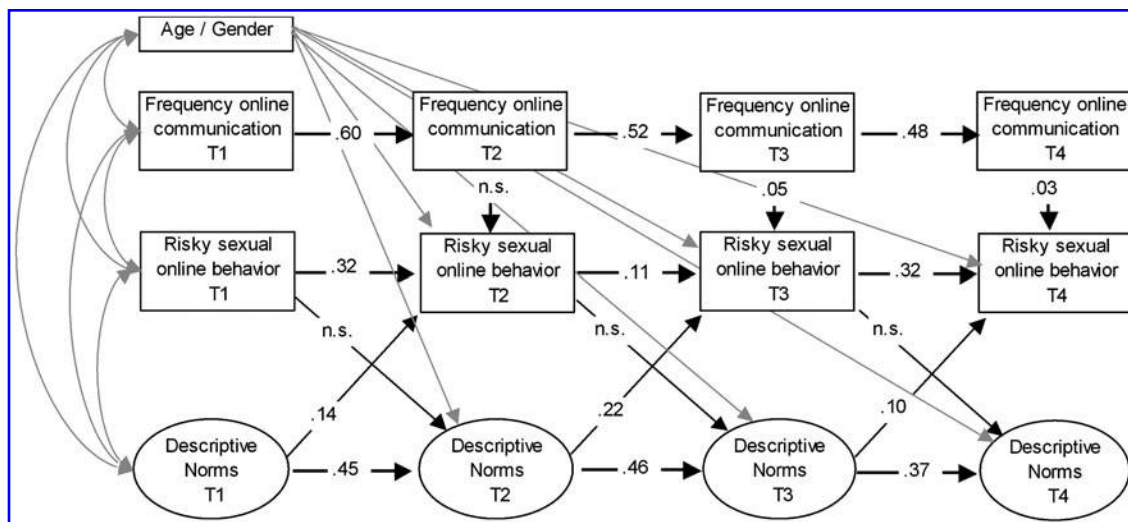 Age / Gender
Frequency online
communication
T1
.60
Frequency online
communication
T2
.52
Frequency online
communication
T3
.48
Frequency online
communication
T4
n.s.
.05
.03
Risky sexual
online behavior
T1
.32
Risky sexual
online behavior
T2
.11
Risky sexual
online behavior
T3
.32
Risky sexual
online behavior
T4
n.s.
n.s.
n.s.
.14
.22
.10
Descriptive
Norms
T1
.45
Descriptive
Norms
T2
.46
Descriptive
Norms
T3
.37
Descriptive
Norms
T4